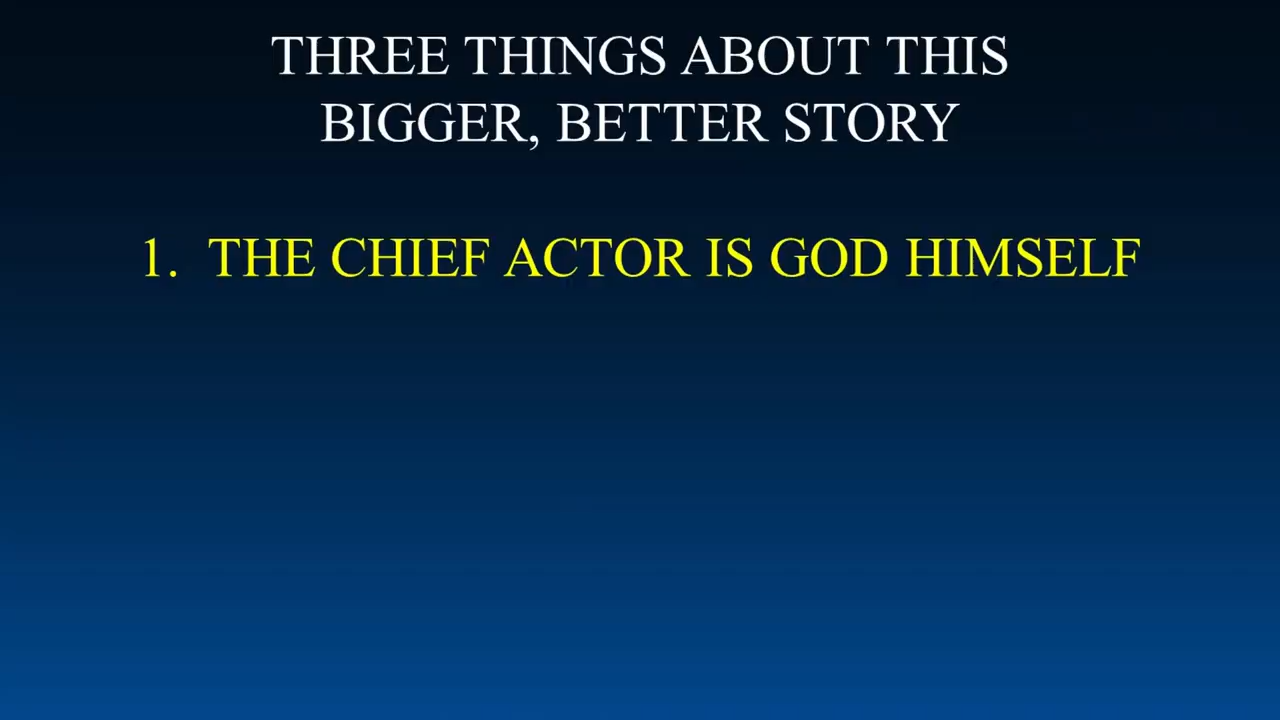 THREE THINGS ABOUT THIS
BIGGER, BETTER STORY
1. THE CHIEF ACTOR IS GOD HIMSELF